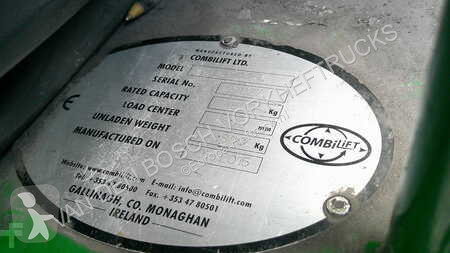 MANUFACTURED BY
COMBILIFT LTD.
MODEL
SERIAL No.
RATED CAPACITY Kg
LOAD CENTER mm
UNLADEN WEIGHT Kg
MANUFACTURED ON
CE
COMBiLiFT
Website: www.combilift.com E-mail: info@combilift.com
Tel: +353 47 80500 Fax. +353 47 80501
GALLINAGH, CO. MONAGHAN
IRELAND